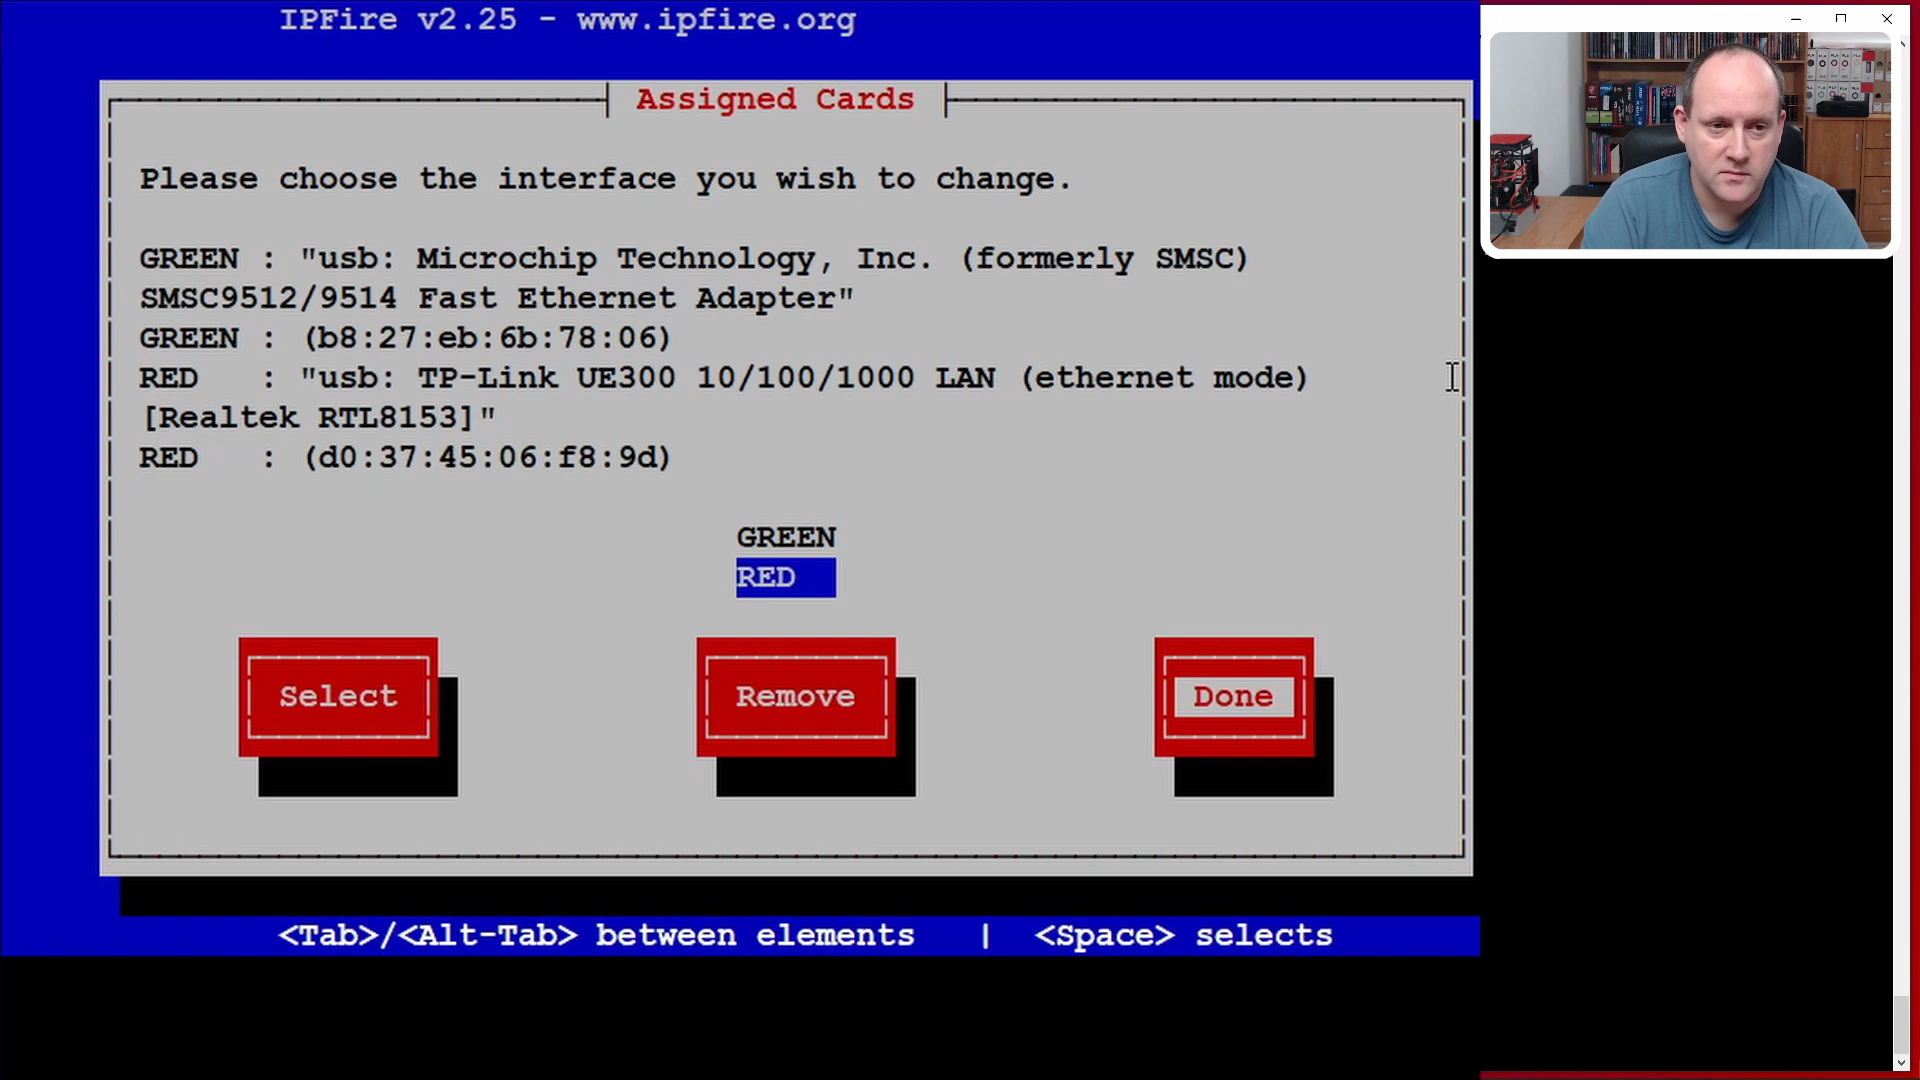 IPFire v2.25 - www.ipfire.org
Assigned Cards
Please choose the interface you wish to change.
GREEN : "usb: Microchip Technology, Inc. (formerly SMSC)
SMSC9512/9514 Fast Ethernet Adapter"
GREEN : (b8:27:eb:6b:78:06)
RED : "usb: TP-Link UE300 10/100/1000 LAN (ethernet mode)
[Realtek RTL8153]"
RED : (d0:37:45:06:f8:9d)
GREEN
RED
Select Remove Done
<Tab>/<Alt-Tab> between elements | <Space> selects